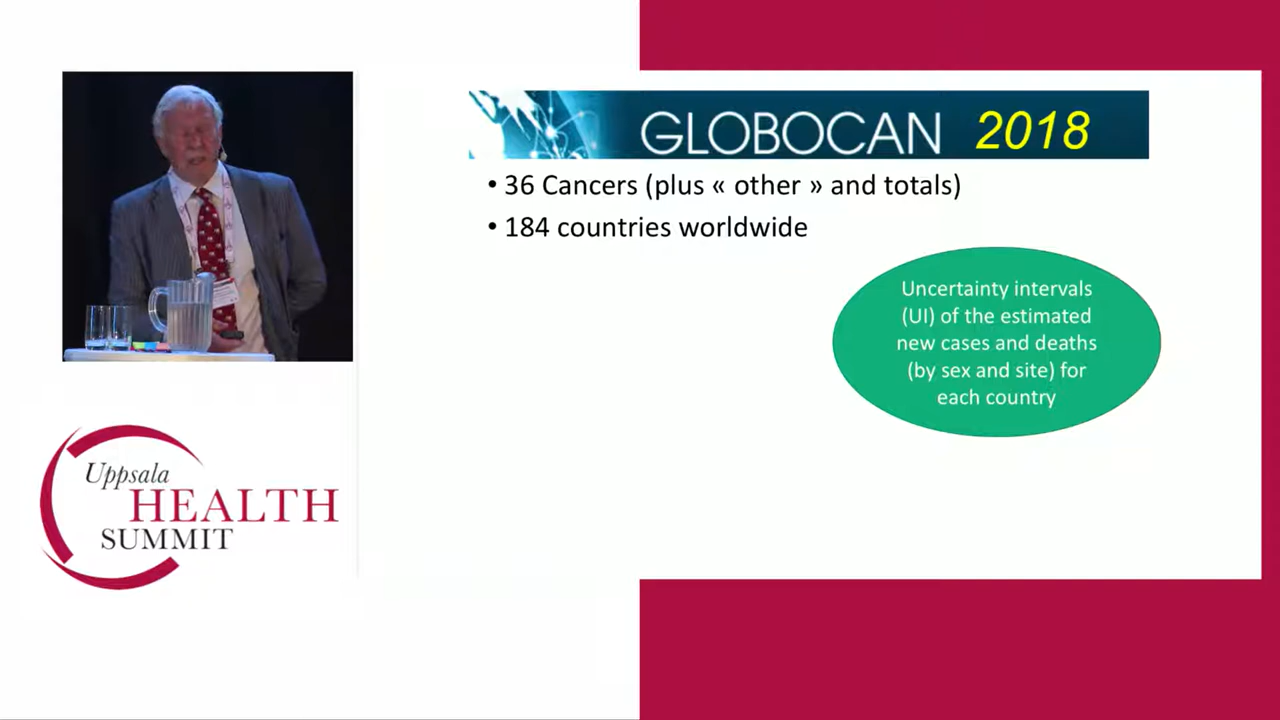 GLOBOCAN 2018
• 36 Cancers (plus « other » and totals)
• 184 countries worldwide
Uncertainty intervals
(UI) of the estimated
new cases and deaths
(by sex and site) for
each country
Uppsala
HEALTH
SUMMIT